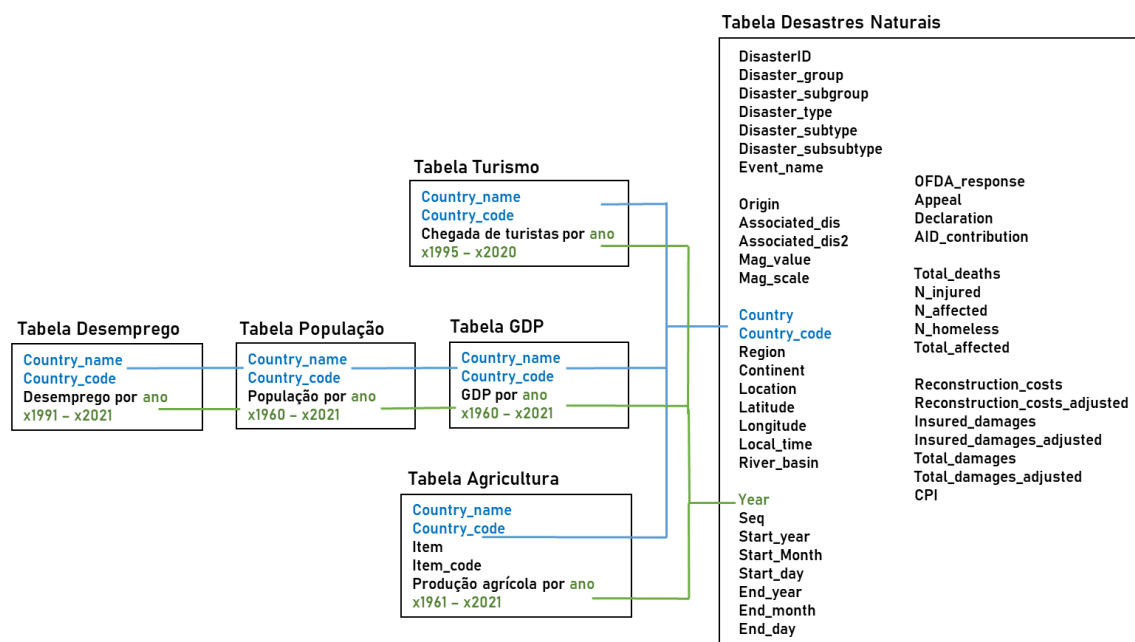 Tabela Desastres Naturais
DisasterID
Disaster_group
Disaster_subgroup
Disaster_type
Disaster_subtype
Disaster_subsubtype
Event_name
Origin
Associated_dis
Associated_dis2
Mag_value
Mag_scale
Country
Country_code
Region
Continent
Location
Latitude
Longitude
Local_time
River_basin
Year
Seq
Start_year
Start_Month
Start_day
End_year
End_month
End_day
OFDA_response
Appeal
Declaration
AID_contribution
Total_deaths
N_injured
N_affected
N_homeless
Total_affected
Reconstruction_costs
Reconstruction_costs_adjusted
Insured_damages
Insured_damages_adjusted
Total_damages
Total_damages_adjusted
CPI
Tabela Turismo
Country_name
Country_code
Chegada de turistas por ano
x1995 – x2020
Tabela Desemprego
Country_name
Country_code
Desemprego por ano
x1991 – x2021
Tabela População
Country_name
Country_code
População por ano
x1960 – x2021
Tabela GDP
Country_name
Country_code
GDP por ano
x1960 – x2021
Tabela Agricultura
Country_name
Country_code
Item
Item_code
Produção agrícola por ano
x1961 – x2021